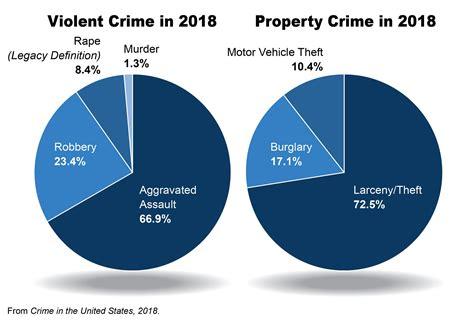 Violent Crime in 2018
Rape
(Legacy Definition)
8.4%
Murder
1.3%
Robbery
23.4%
Aggravated
Assault
66.9%
Property Crime in 2018
Motor Vehicle Theft
10.4%
Burglary
17.1%
Larceny/Theft
72.5%
From Crime in the United States, 2018.